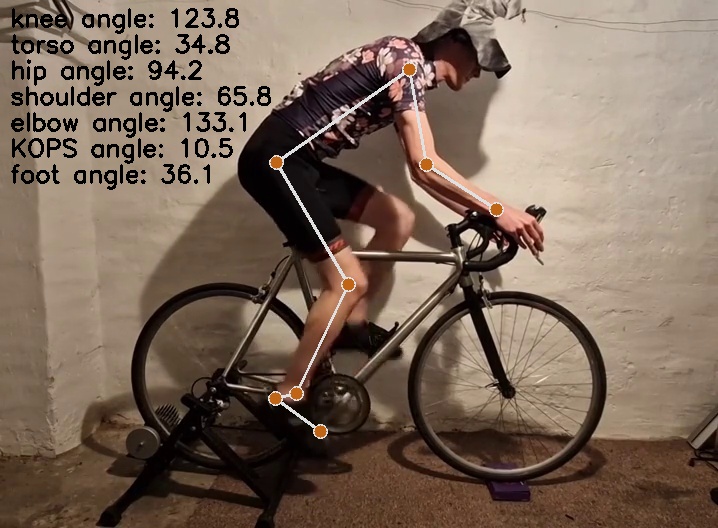 knee angle: 123.8
torso angle: 34.8
hip angle: 94.2
shoulder angle: 65.8
elbow angle: 133.1
KOPS angle: 10.5
foot angle: 36.1